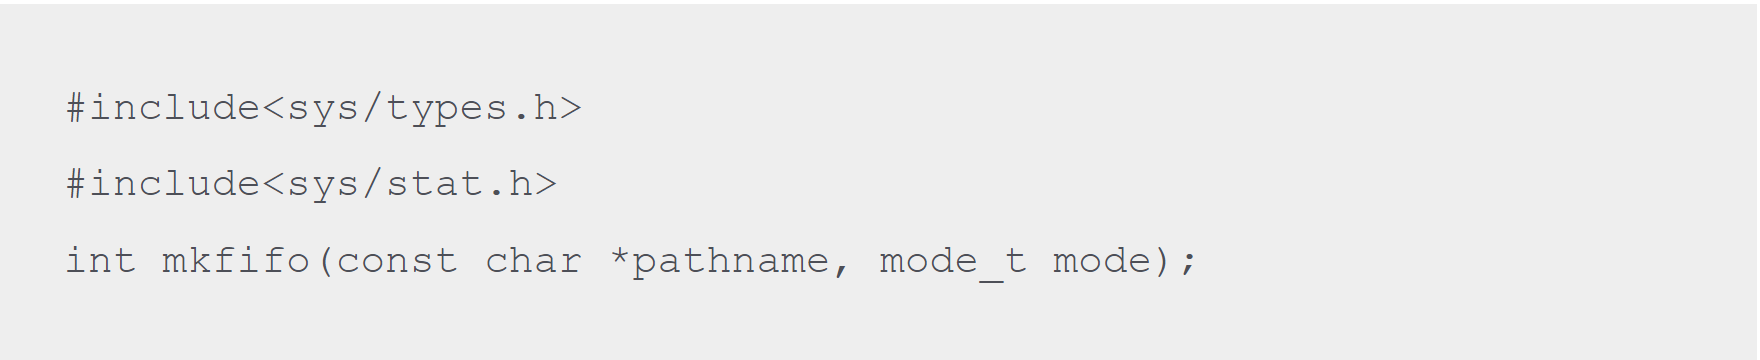 #include<sys/types.h>
#include<sys/stat.h>
int mkfifo(const char *pathname, mode_t mode);